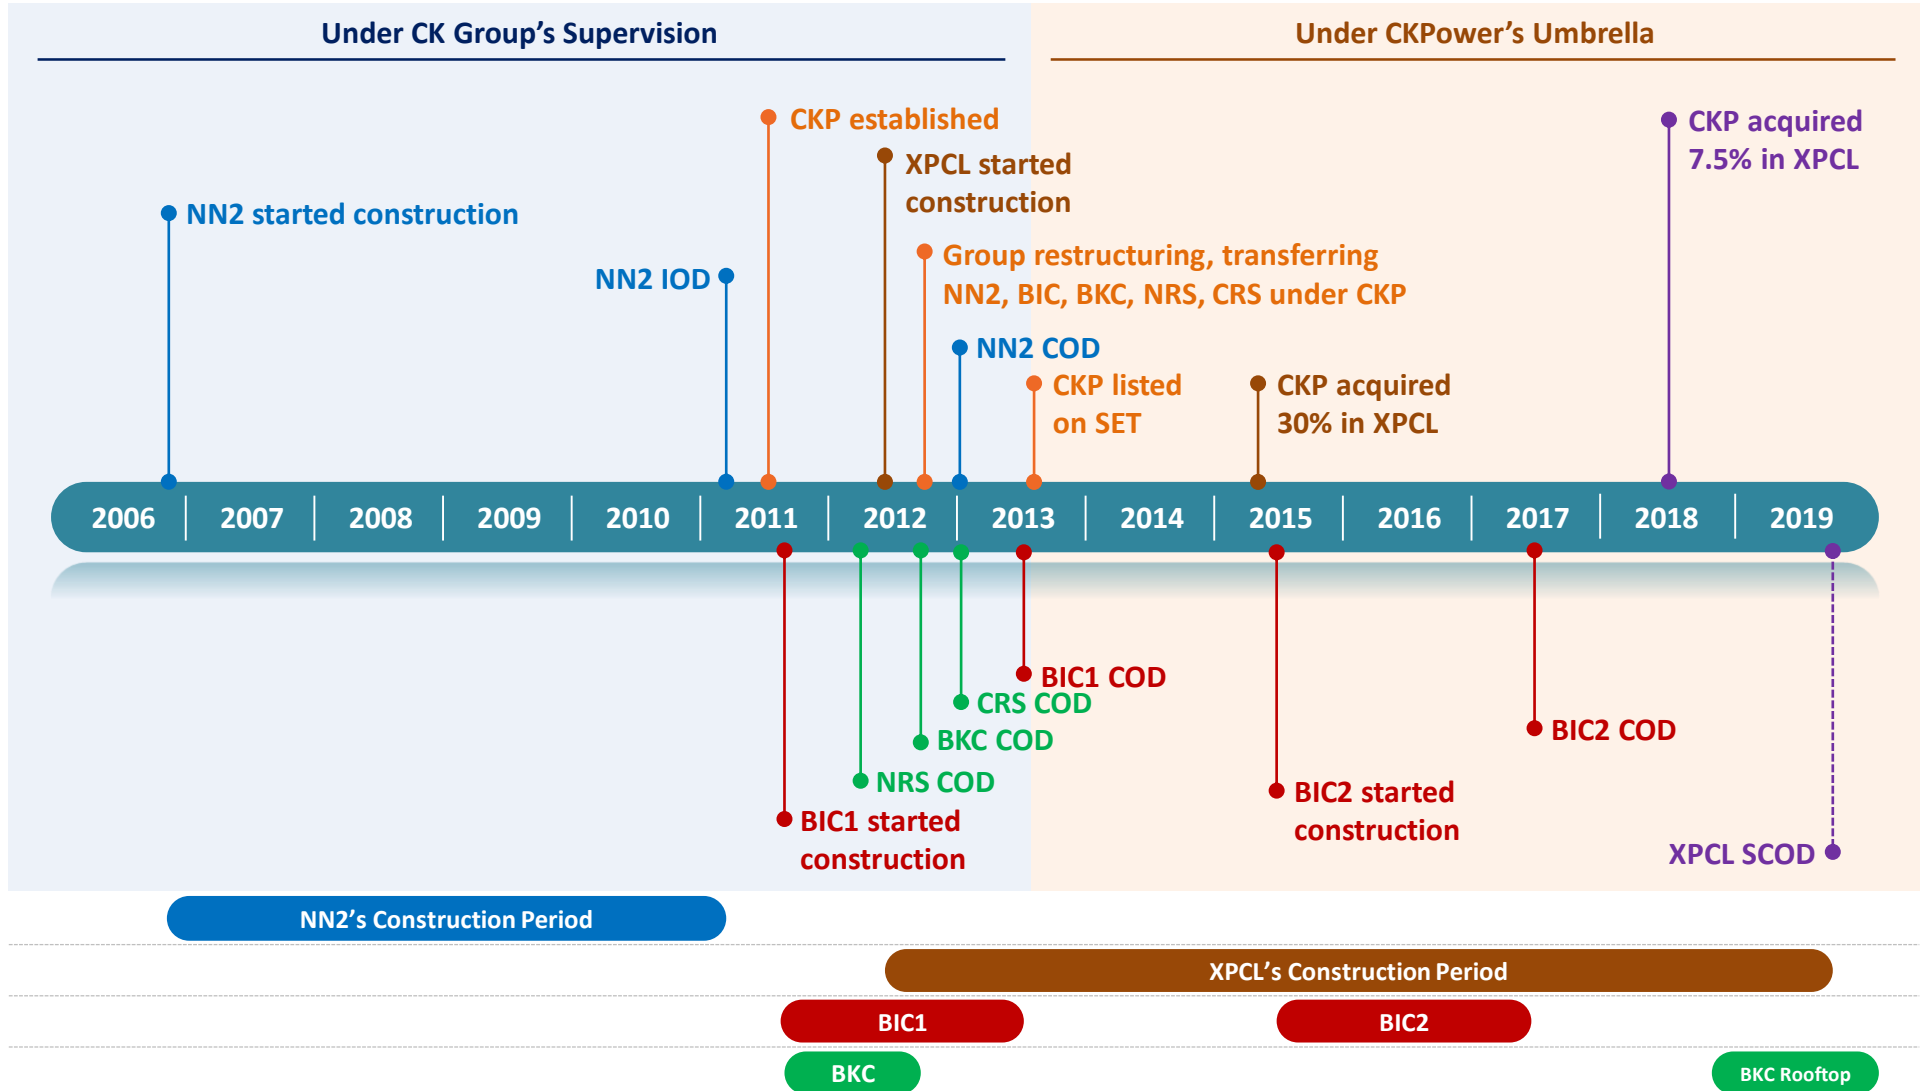 Under CK Group’s Supervision
Under CKPower’s Umbrella
CKP established
CKP acquired
7.5% in XPCL
XPCL started
construction
NN2 started construction
Group restructuring, transferring
NN2, BIC, BKC, NRS, CRS under CKP
NN2 IOD
NN2 COD
CKP listed
on SET
CKP acquired
30% in XPCL
2006
2007
2008
2009
2010
2011
2012
2013
2014
2015
2016
2017
2018
2019
BIC1 COD
CRS COD
BKC COD
BIC2 COD
NRS COD
BIC1 started
construction
BIC2 started
construction
XPCL SCOD
NN2’s Construction Period
XPCL’s Construction Period
BIC1
BIC2
BKC
BKC Rooftop